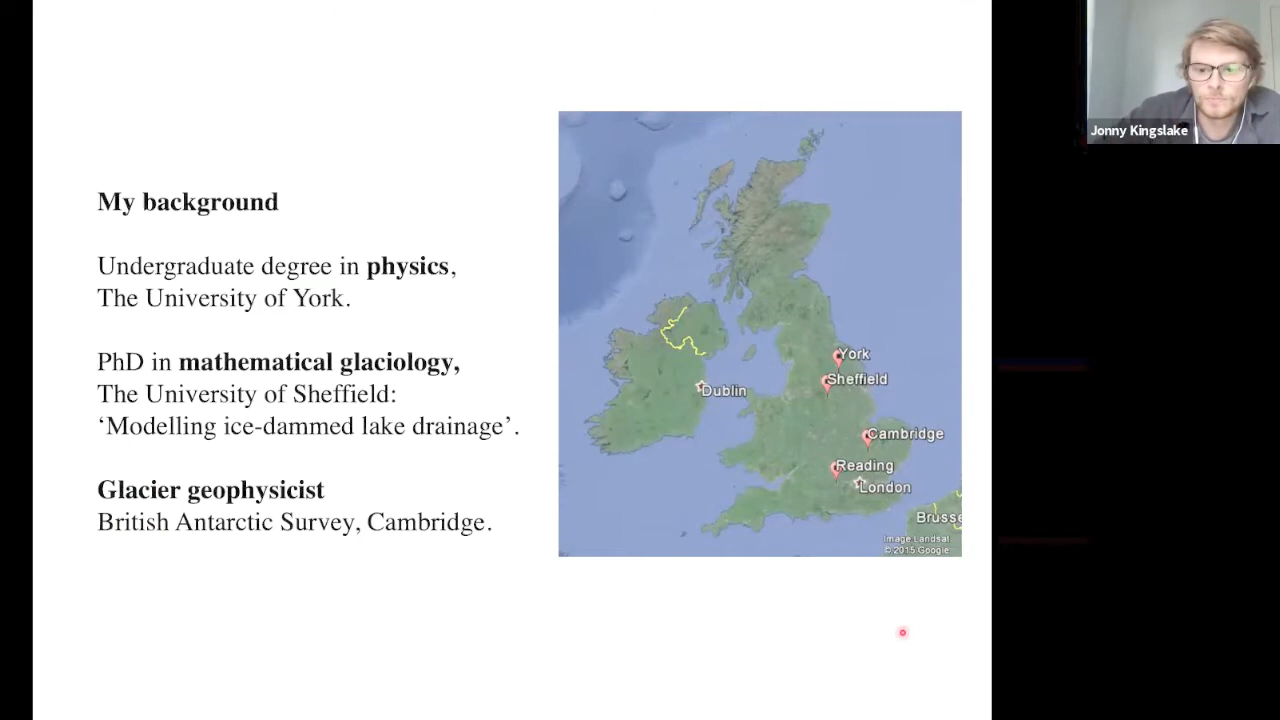 My background
Undergraduate degree in physics,
The University of York.
PhD in mathematical glaciology,
The University of Sheffield:
‘Modelling ice-dammed lake drainage’.
Glacier geophysicist
British Antarctic Survey, Cambridge.
York
Sheffield
Dublin
Cambridge
Reading
London
Brusse
Image Landsat
© 2015 Google
Jonny Kingslake